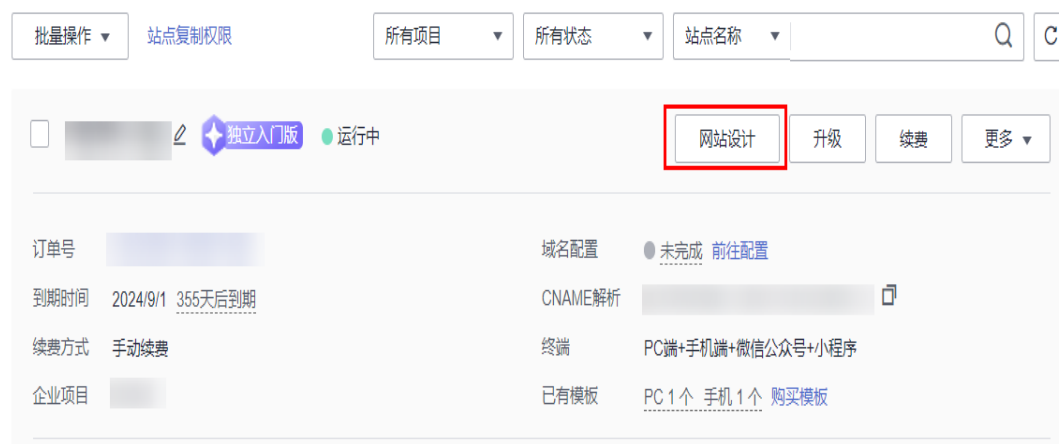 批量操作 站点复制权限 所有项目 所有状态 站点名称
独立入门版 运行中 网站设计 升级 续费 更多
订单号 域名配置 未完成 前往配置
到期时间 2024/9/1 355天后到期 CNAME解析
续费方式 手动续费 终端 PC端+手机端+微信公众号+小程序
企业项目 已有模板 PC 1 个 手机 1 个 购买模板